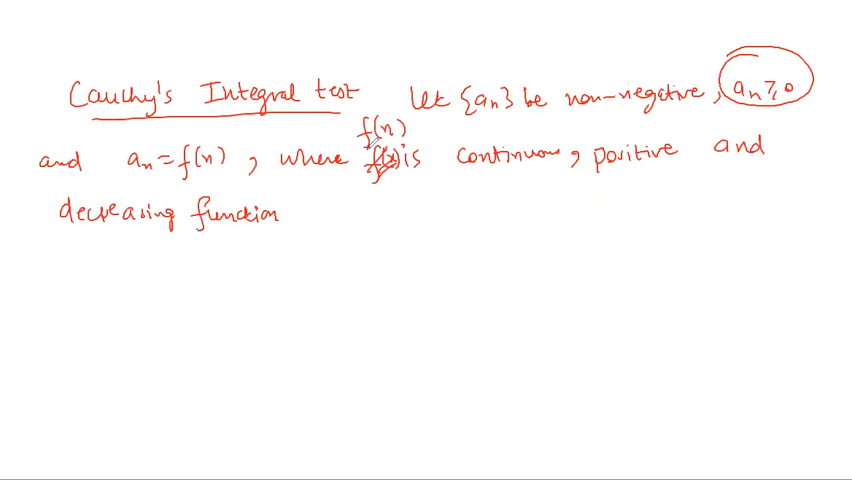 Cauchy's Integral test Let {an} be non-negative, an ≥ 0
f(n)
and an = f(n), where f(x) is continuous, positive and
decreasing function